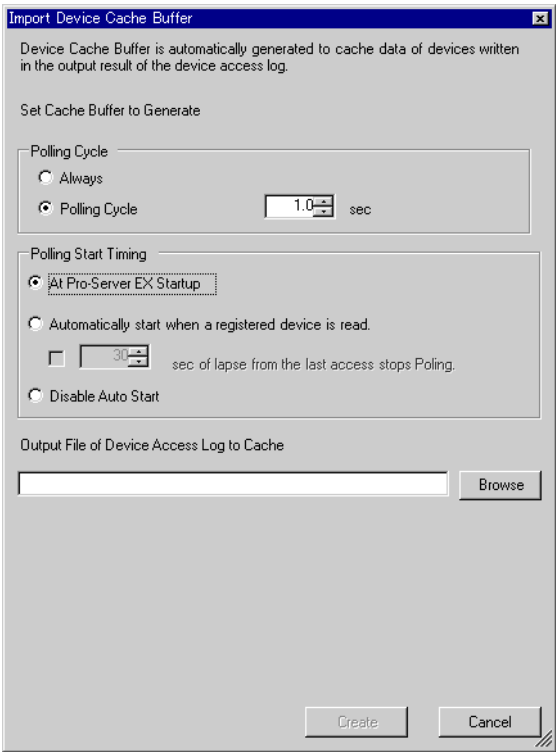 Import Device Cache Buffer
Device Cache Buffer is automatically generated to cache data of devices written
in the output result of the device access log.
Set Cache Buffer to Generate
Polling Cycle
Always
Polling Cycle 1.0 sec
Polling Start Timing
At Pro-Server EX Startup
Automatically start when a registered device is read.
30 sec of lapse from the last access stops Poling.
Disable Auto Start
Output File of Device Access Log to Cache
Browse
Create Cancel